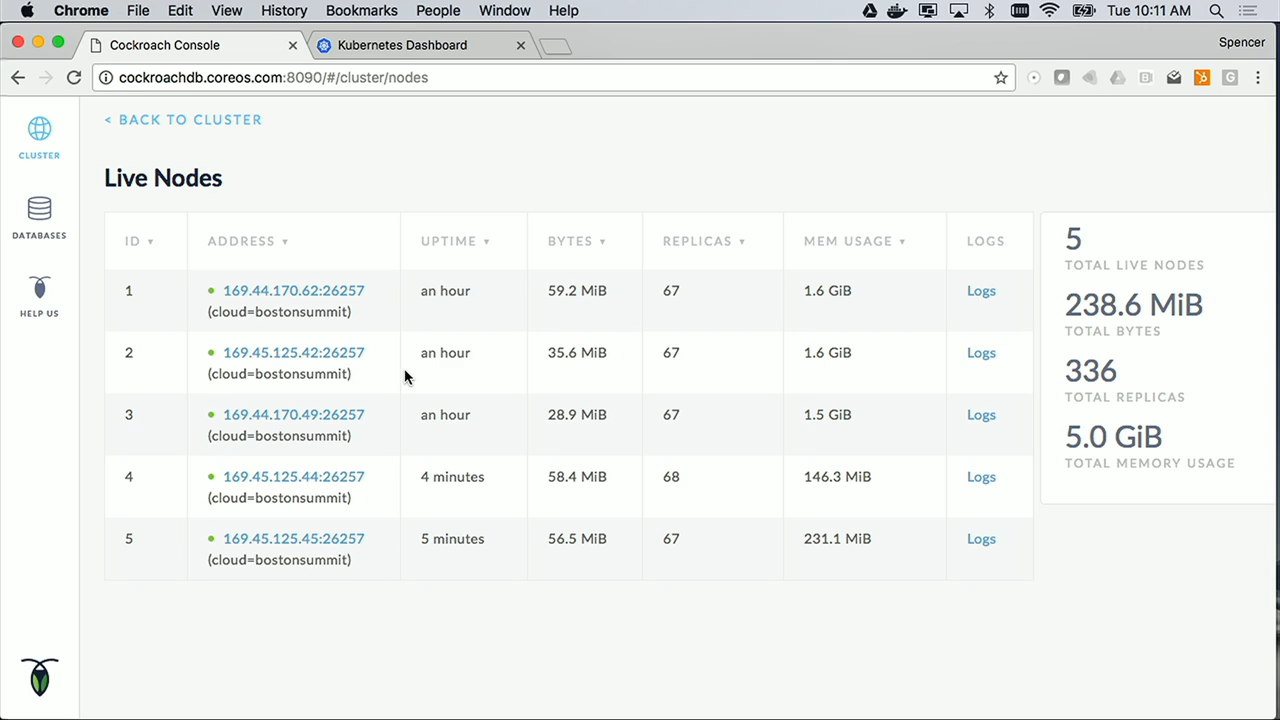 Chrome File Edit View History Bookmarks People Window Help Tue 10:11 AM
Cockroach Console Kubernetes Dashboard Spencer
cockroachdb.coreos.com:8090/#/cluster/nodes
< BACK TO CLUSTER
CLUSTER
DATABASES
HELP US
Live Nodes
ID ADDRESS UPTIME BYTES REPLICAS MEM USAGE LOGS
1 169.44.170.62:26257 an hour 59.2 MiB 67 1.6 GiB Logs
(cloud=bostonsummit)
2 169.45.125.42:26257 an hour 35.6 MiB 67 1.6 GiB Logs
(cloud=bostonsummit)
3 169.44.170.49:26257 an hour 28.9 MiB 67 1.5 GiB Logs
(cloud=bostonsummit)
4 169.45.125.44:26257 4 minutes 58.4 MiB 68 146.3 MiB Logs
(cloud=bostonsummit)
5 169.45.125.45:26257 5 minutes 56.5 MiB 67 231.1 MiB Logs
(cloud=bostonsummit)
5
TOTAL LIVE NODES
238.6 MiB
TOTAL BYTES
336
TOTAL REPLICAS
5.0 GiB
TOTAL MEMORY USAGE